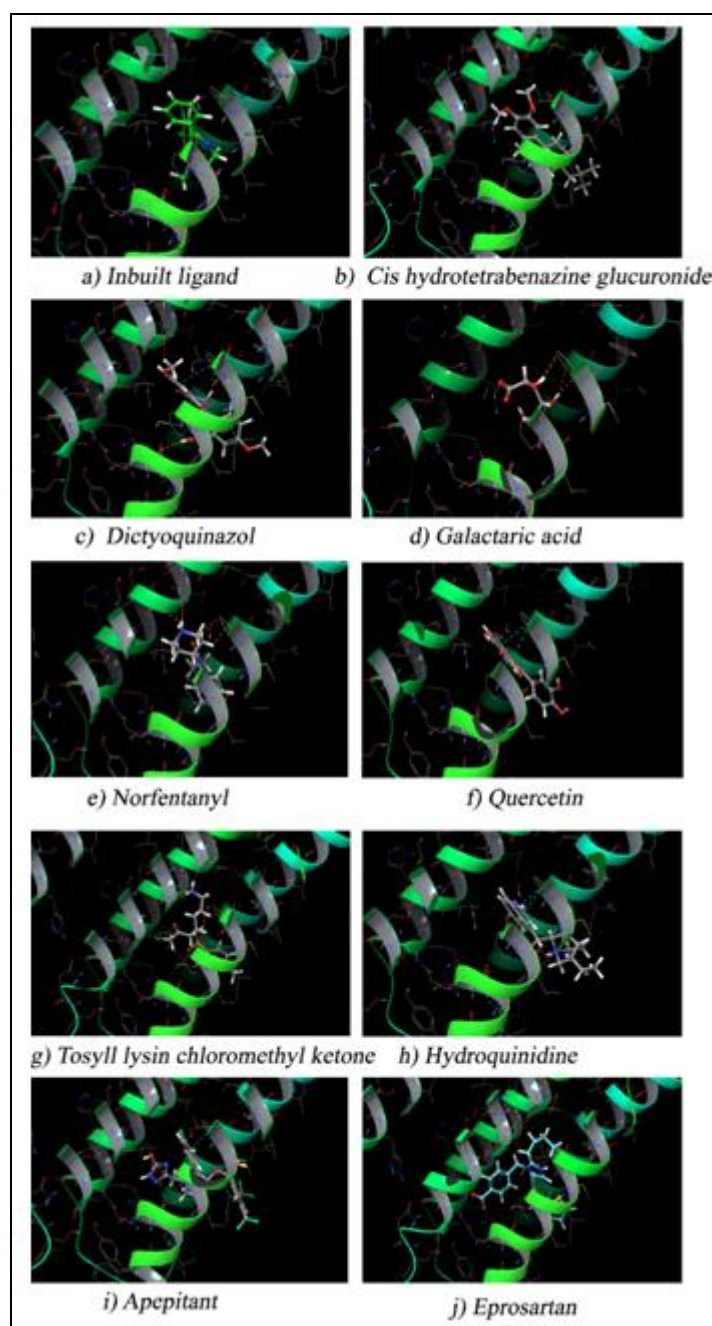 a) Inbuilt ligand
b) Cis hydrotetrabenazine glucuronide
c) Dictyoquinazol
d) Galactaric acid
e) Norfentanyl
f) Quercetin
g) Tosyll lysin chloromethyl ketone
h) Hydroquinidine
i) Apepitant
j) Eprosartan